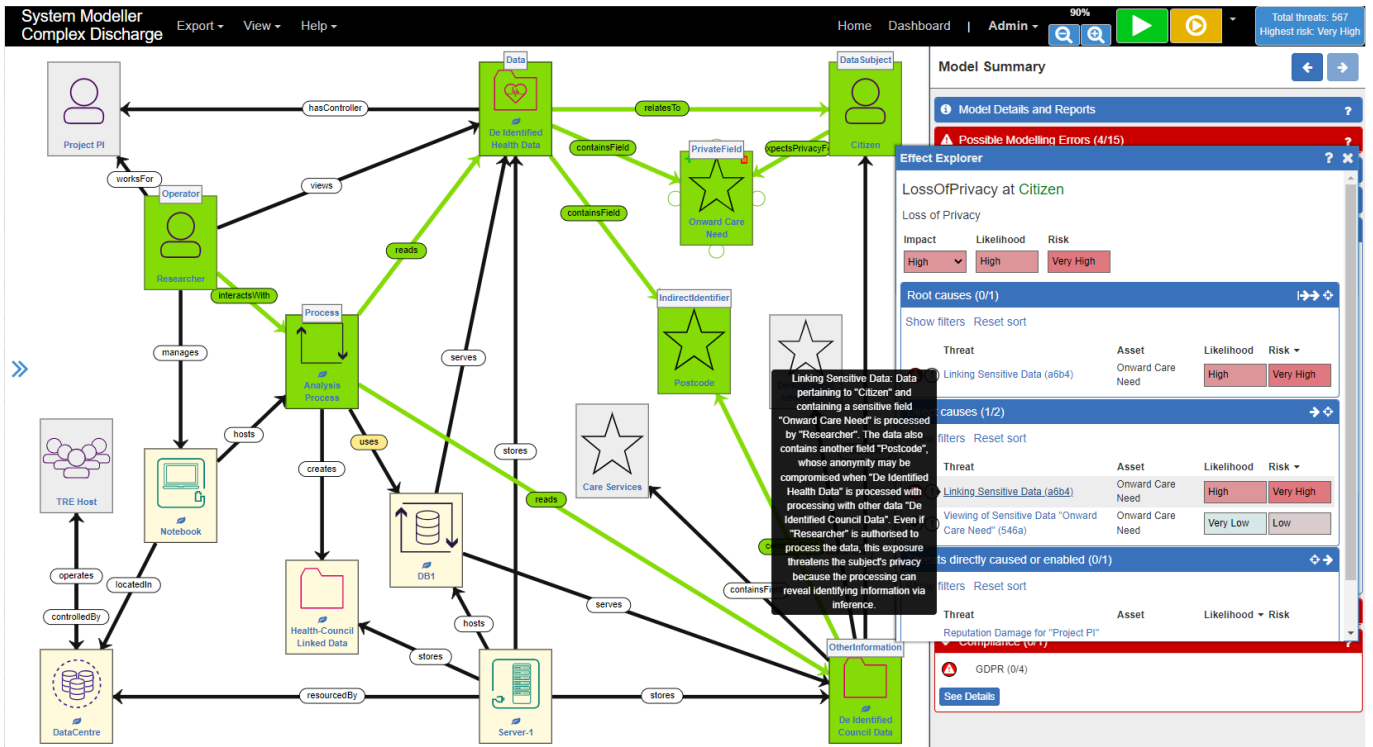 System Modeller
Complex Discharge
Export View Help
Home Dashboard | Admin
90%
Total threats: 567
Highest risk: Very High
Data
De Identified
Health Data
DataSubject
Citizen
Project PI
hasController
relatesTo
containsField
PrivateField
Onward Care
Need
worksFor
views
Operator
Researcher
containsField
reads
interactsWith
IndirectIdentifier
Postcode
Process
Analysis
Process
manages
serves
hosts
uses
stores
creates
Care Services
TRE Host
Notebook
reads
DB1
operates
locatedIn
controlledBy
containsField
serves
hosts
Health-Council
Linked Data
stores
OtherInformation
De Identified
Council Data
DataCentre
resourcedBy
Server-1
stores
Linking Sensitive Data: Data
pertaining to "Citizen" and
containing a sensitive field
"Onward Care Need" is processed
by "Researcher". The data also
contains another field "Postcode",
whose anonymity may be
compromised when "De Identified
Health Data" is processed with
processing with other data "De
Identified Council Data". Even if
"Researcher" is authorised to
process the data, this exposure
threatens the subject's privacy
because the processing can
reveal identifying information via
inference.
Model Summary
Model Details and Reports ?
Possible Modelling Errors (4/15) ?
Effect Explorer ?
LossOfPrivacy at Citizen
Loss of Privacy
Impact Likelihood Risk
High High Very High
Root causes (0/1)
Show filters Reset sort
Threat Asset Likelihood Risk
Linking Sensitive Data (a6b4) Onward Care Need High Very High
causes (1/2)
filters Reset sort
Threat Asset Likelihood Risk
Linking Sensitive Data (a6b4) Onward Care Need High Very High
Viewing of Sensitive Data "Onward Care Need" (546a) Onward Care Need Very Low Low
directly caused or enabled (0/1)
filters Reset sort
Threat Asset Likelihood Risk
Reputation Damage for "Project PI"
Compliance (0/1) ?
GDPR (0/4)
See Details